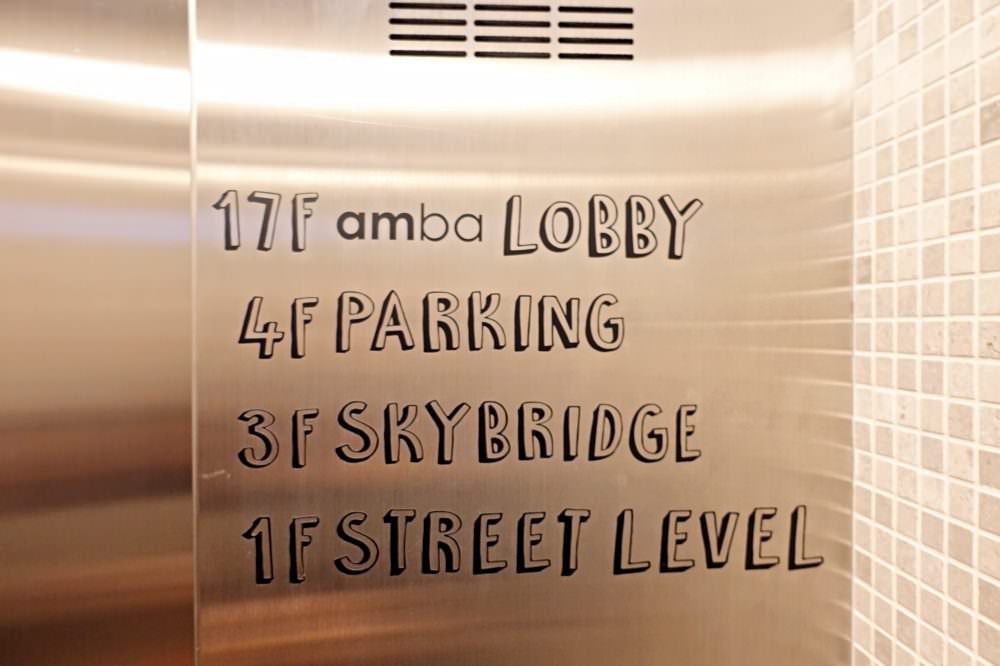 17F amba LOBBY
4F PARKING
3F SKYBRIDGE
1F STREET LEVEL